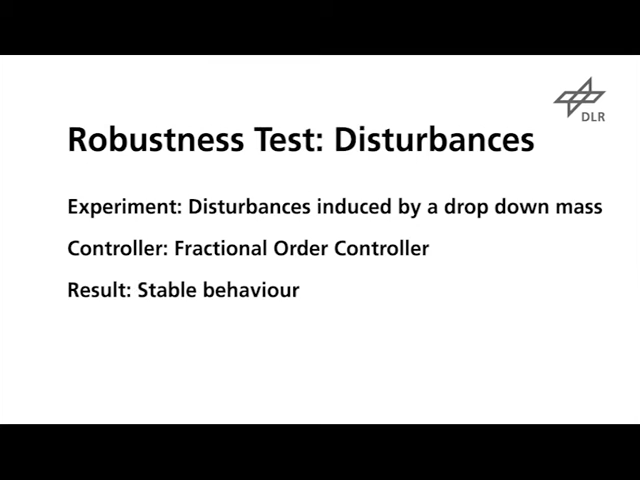 DLR
Robustness Test: Disturbances
Experiment: Disturbances induced by a drop down mass
Controller: Fractional Order Controller
Result: Stable behaviour